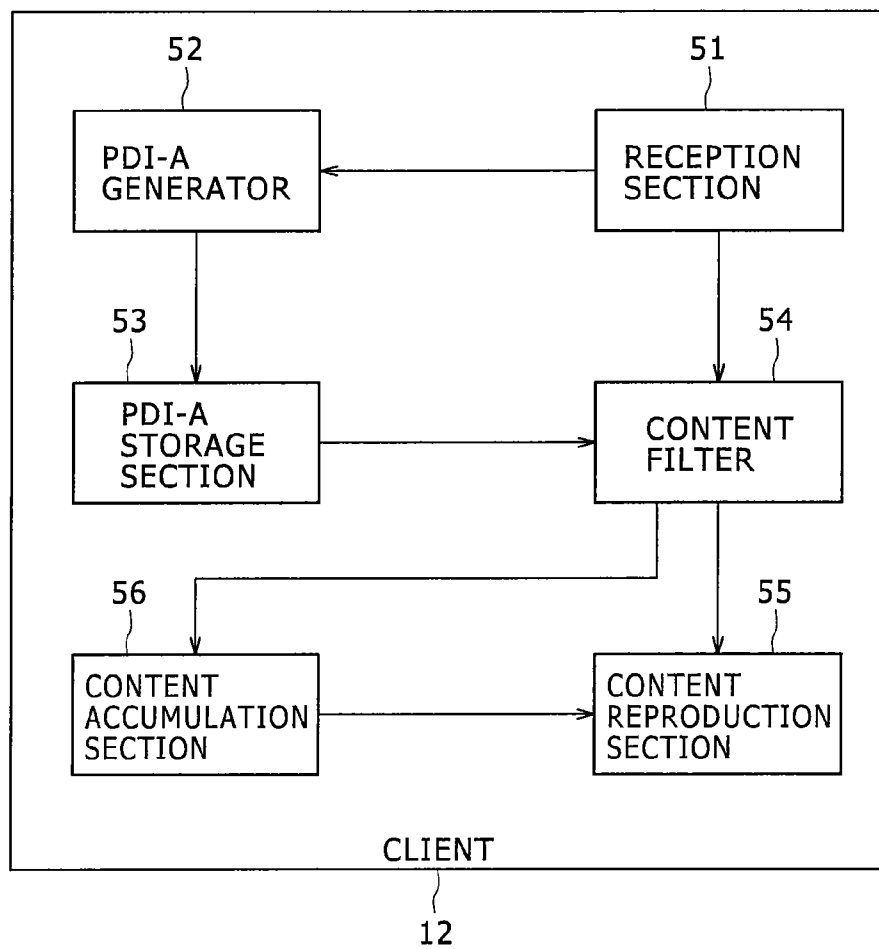 52
51
PDI-A
GENERATOR
RECEPTION
SECTION
53
54
PDI-A
STORAGE
SECTION
CONTENT
FILTER
56
55
CONTENT
ACCUMULATION
SECTION
CONTENT
REPRODUCTION
SECTION
CLIENT
12